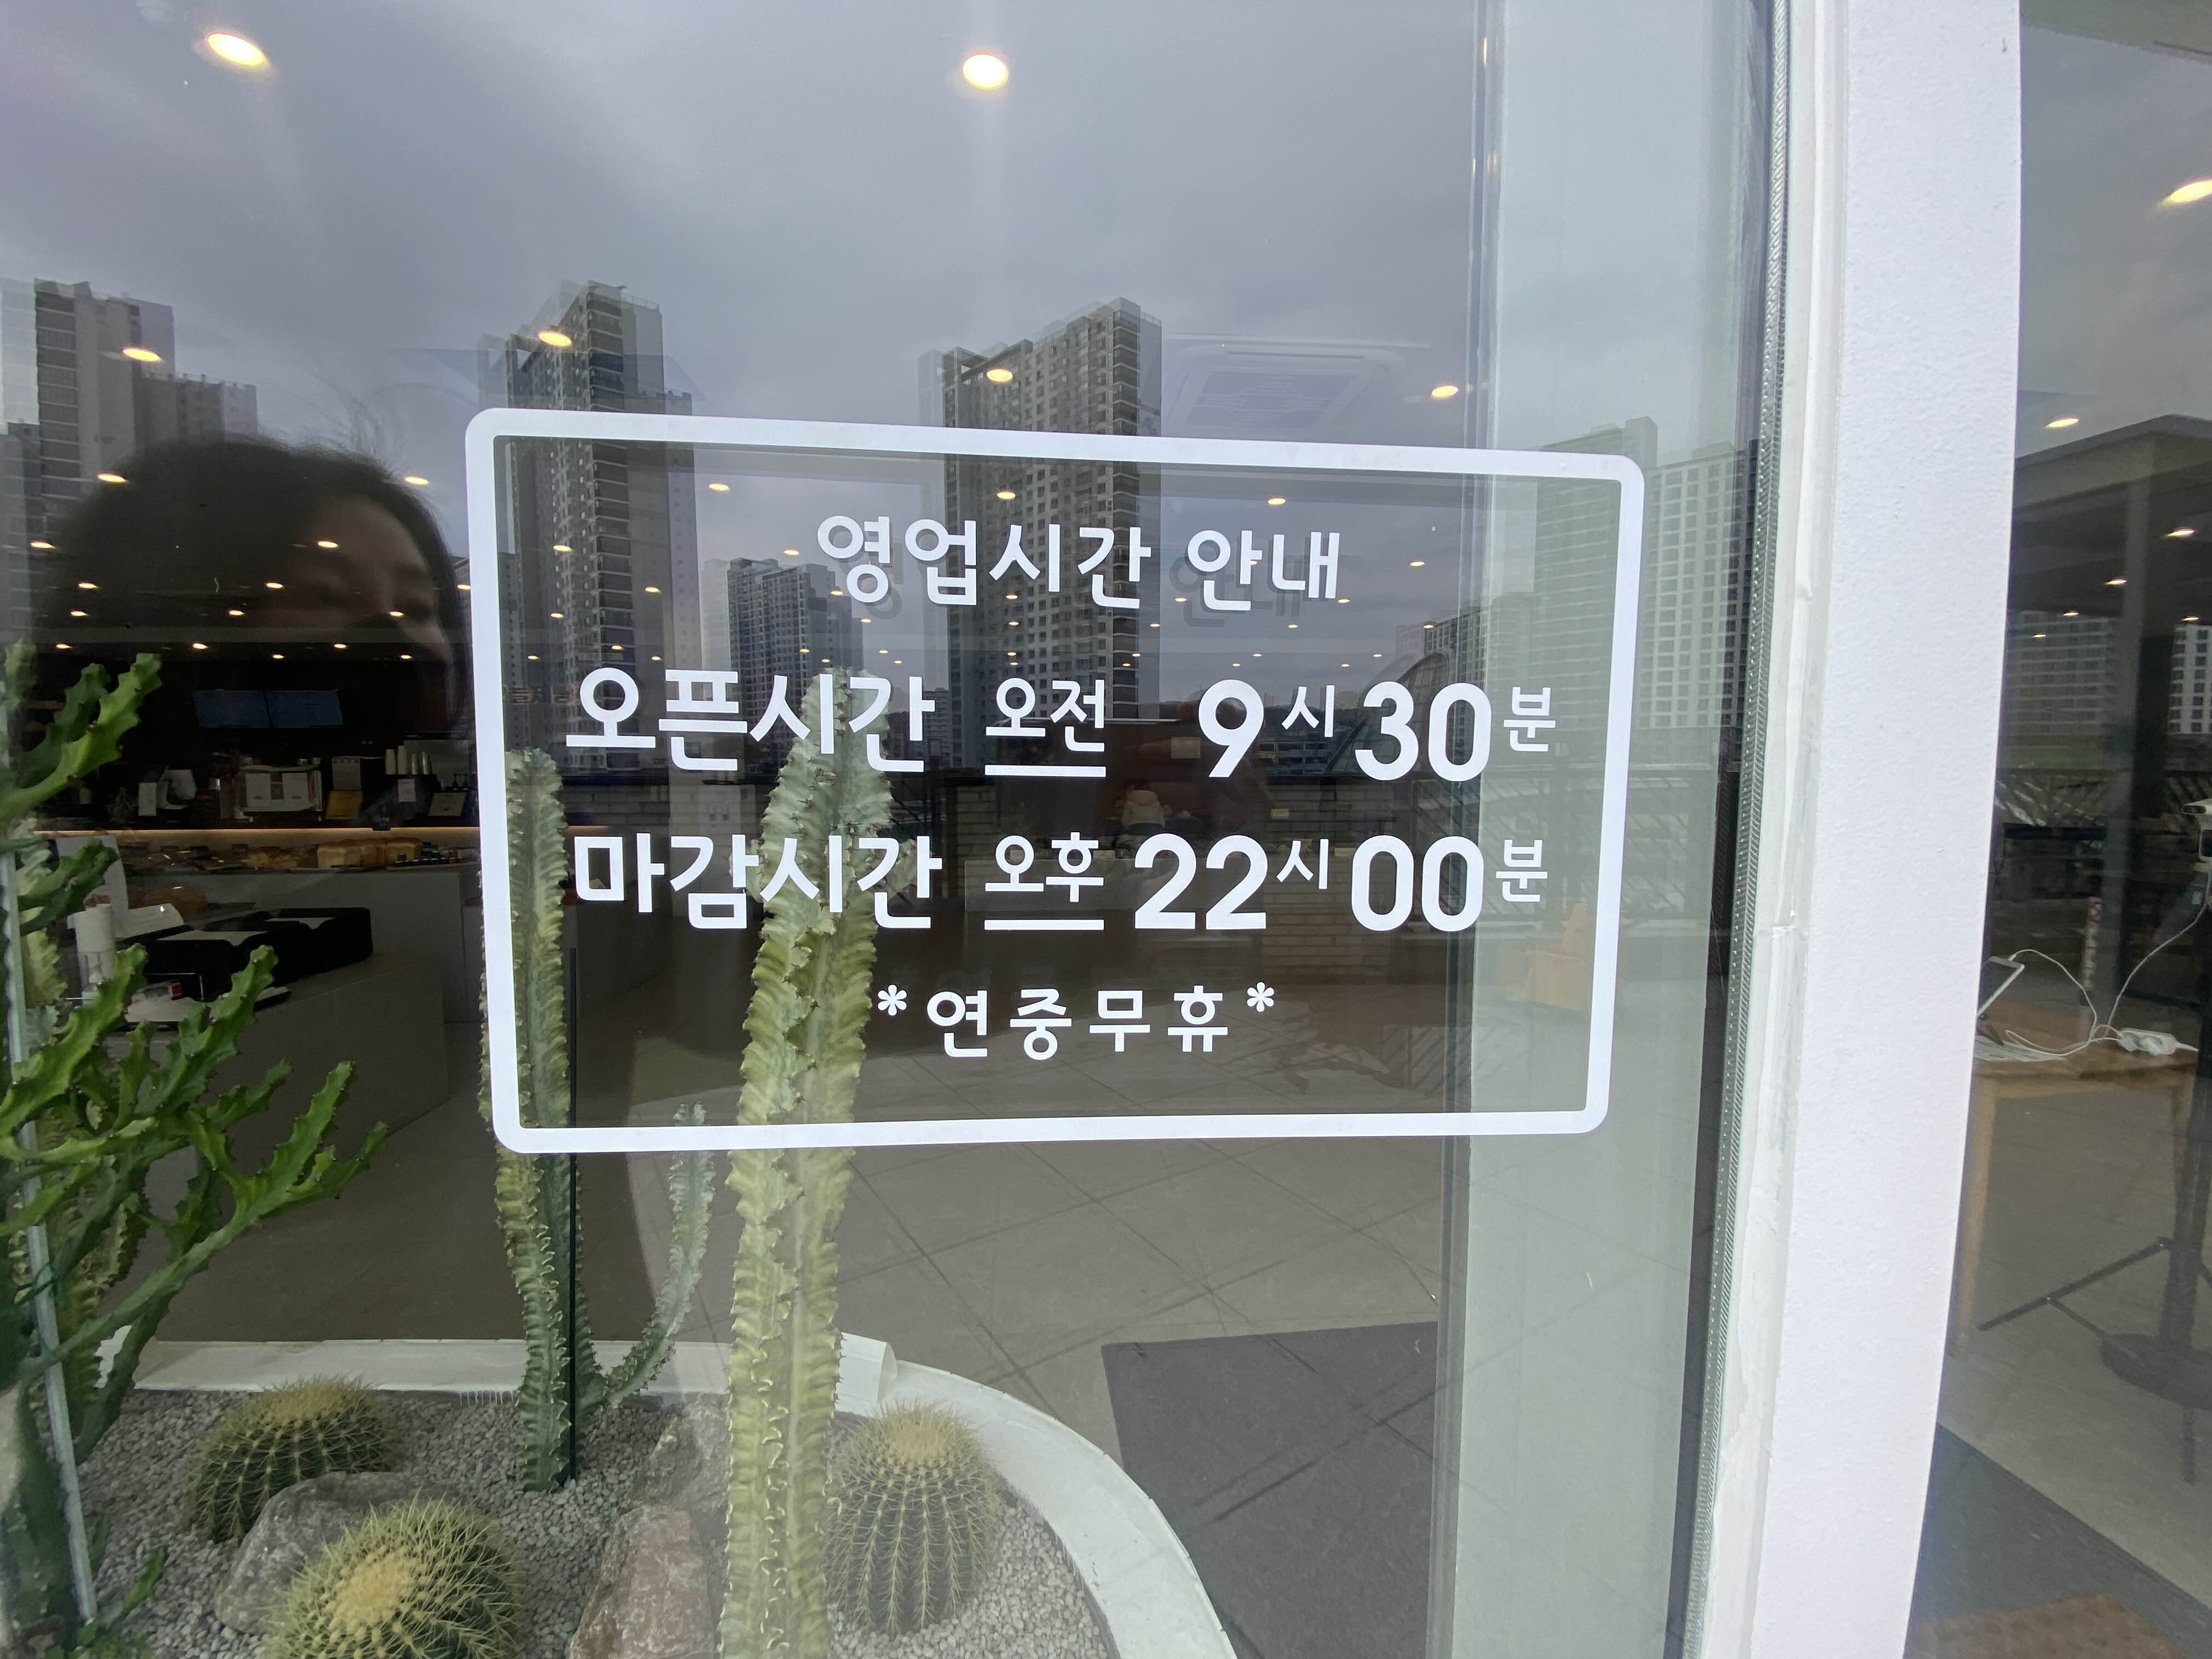 영업시간 안내
오픈시간 오전 9시30분
마감시간 오후 22시00분
*연중무휴*